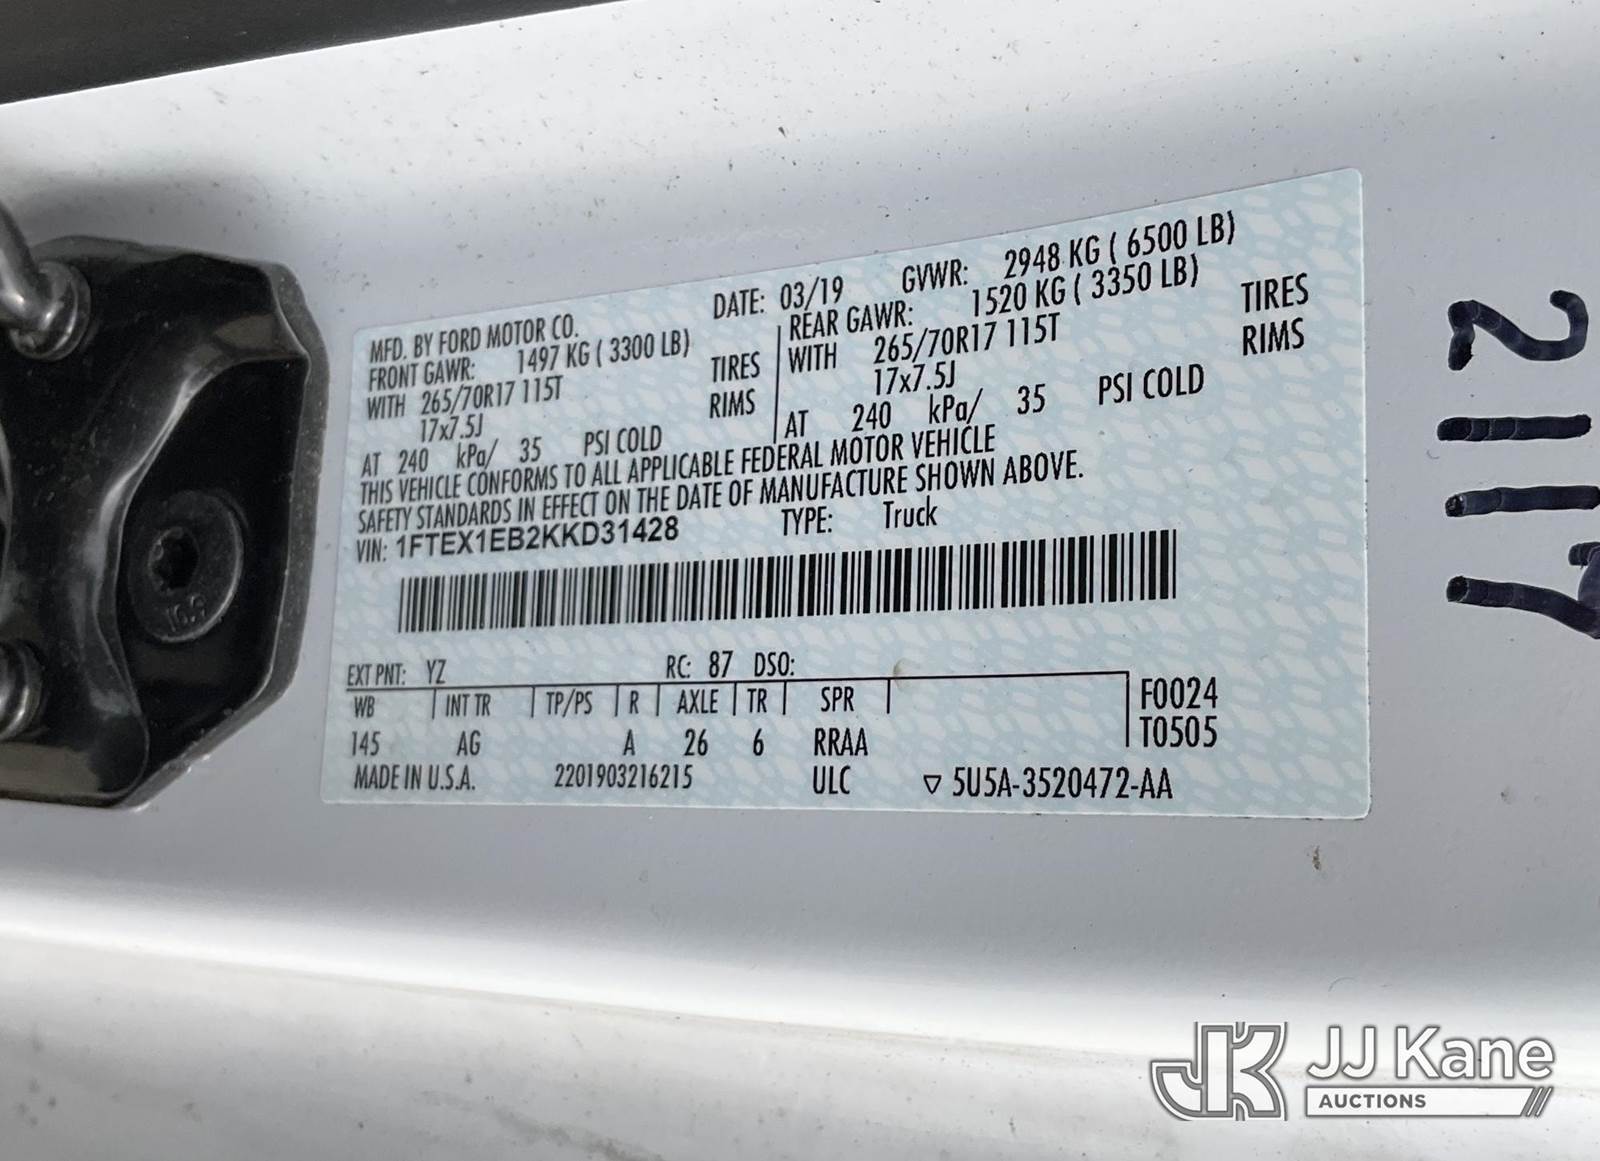 MFD. BY FORD MOTOR CO. DATE: 03/19 GVWR: 2948 KG ( 6500 LB)
FRONT GAWR: 1497 KG ( 3300 LB) REAR GAWR: 1520 KG ( 3350 LB)
WITH 265/70R17 115T TIRES WITH 265/70R17 115T TIRES
17x7.5J RIMS 17x7.5J RIMS
AT 240 kPa/ 35 PSI COLD AT 240 kPa/ 35 PSI COLD
THIS VEHICLE CONFORMS TO ALL APPLICABLE FEDERAL MOTOR VEHICLE
SAFETY STANDARDS IN EFFECT ON THE DATE OF MANUFACTURE SHOWN ABOVE.
VIN: 1FTEX1EB2KKD31428 TYPE: Truck
EXT PNT: YZ RC: 87 DSO:
WB INT TR TP/PS R AXLE TR SPR F0024
145 AG A 26 6 RRAA T0505
MADE IN U.S.A. 2201903216215 ULC ▽ 5U5A-3520472-AA
10.9
2117
JK JJ Kane
AUCTIONS